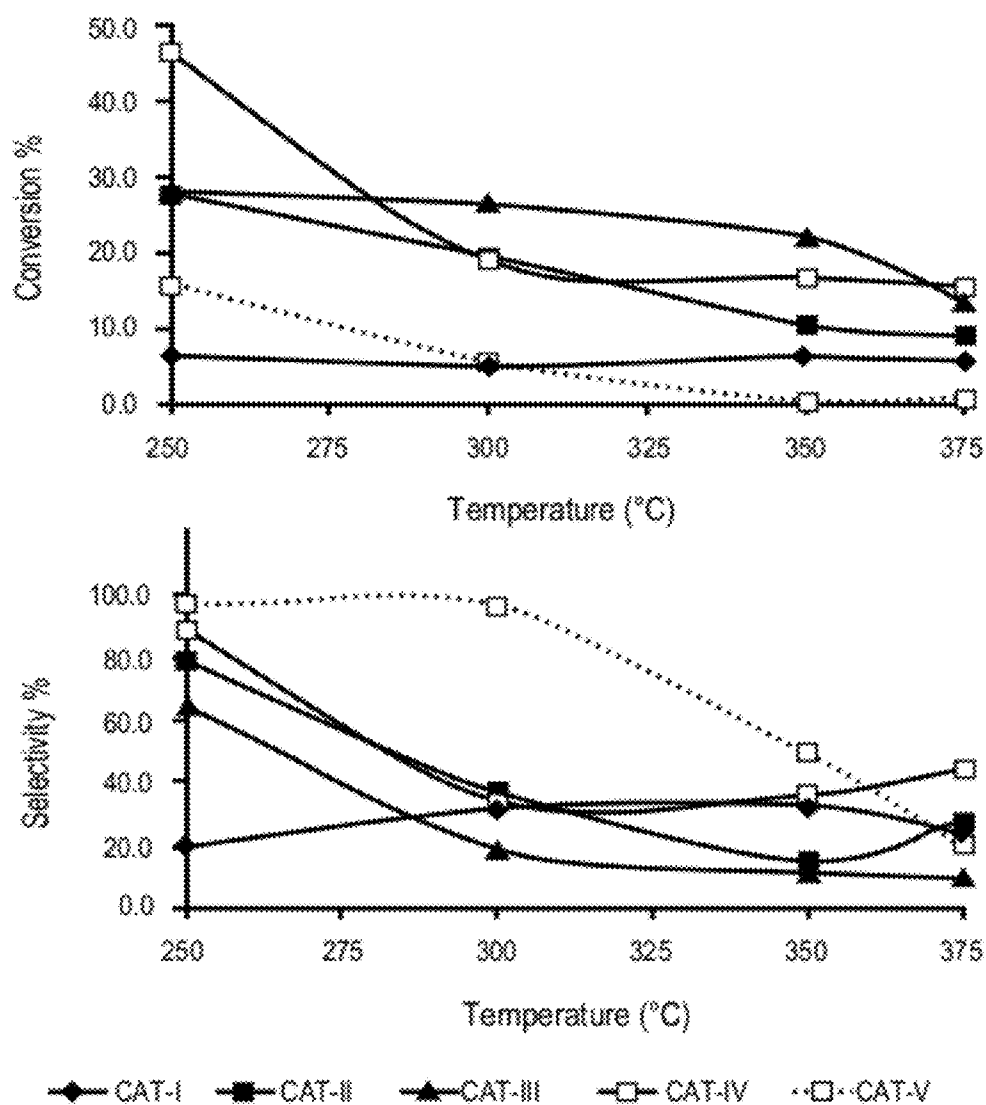 50.0
40.0
30.0
20.0
10.0
0.0
Conversion %
250 275 300 325 350 375
Temperature (°C)
100.0
80.0
60.0
40.0
20.0
0.0
Selectivity %
250 275 300 325 350 375
Temperature (°C)
CAT-I CAT-II CAT-III CAT-IV CAT-V